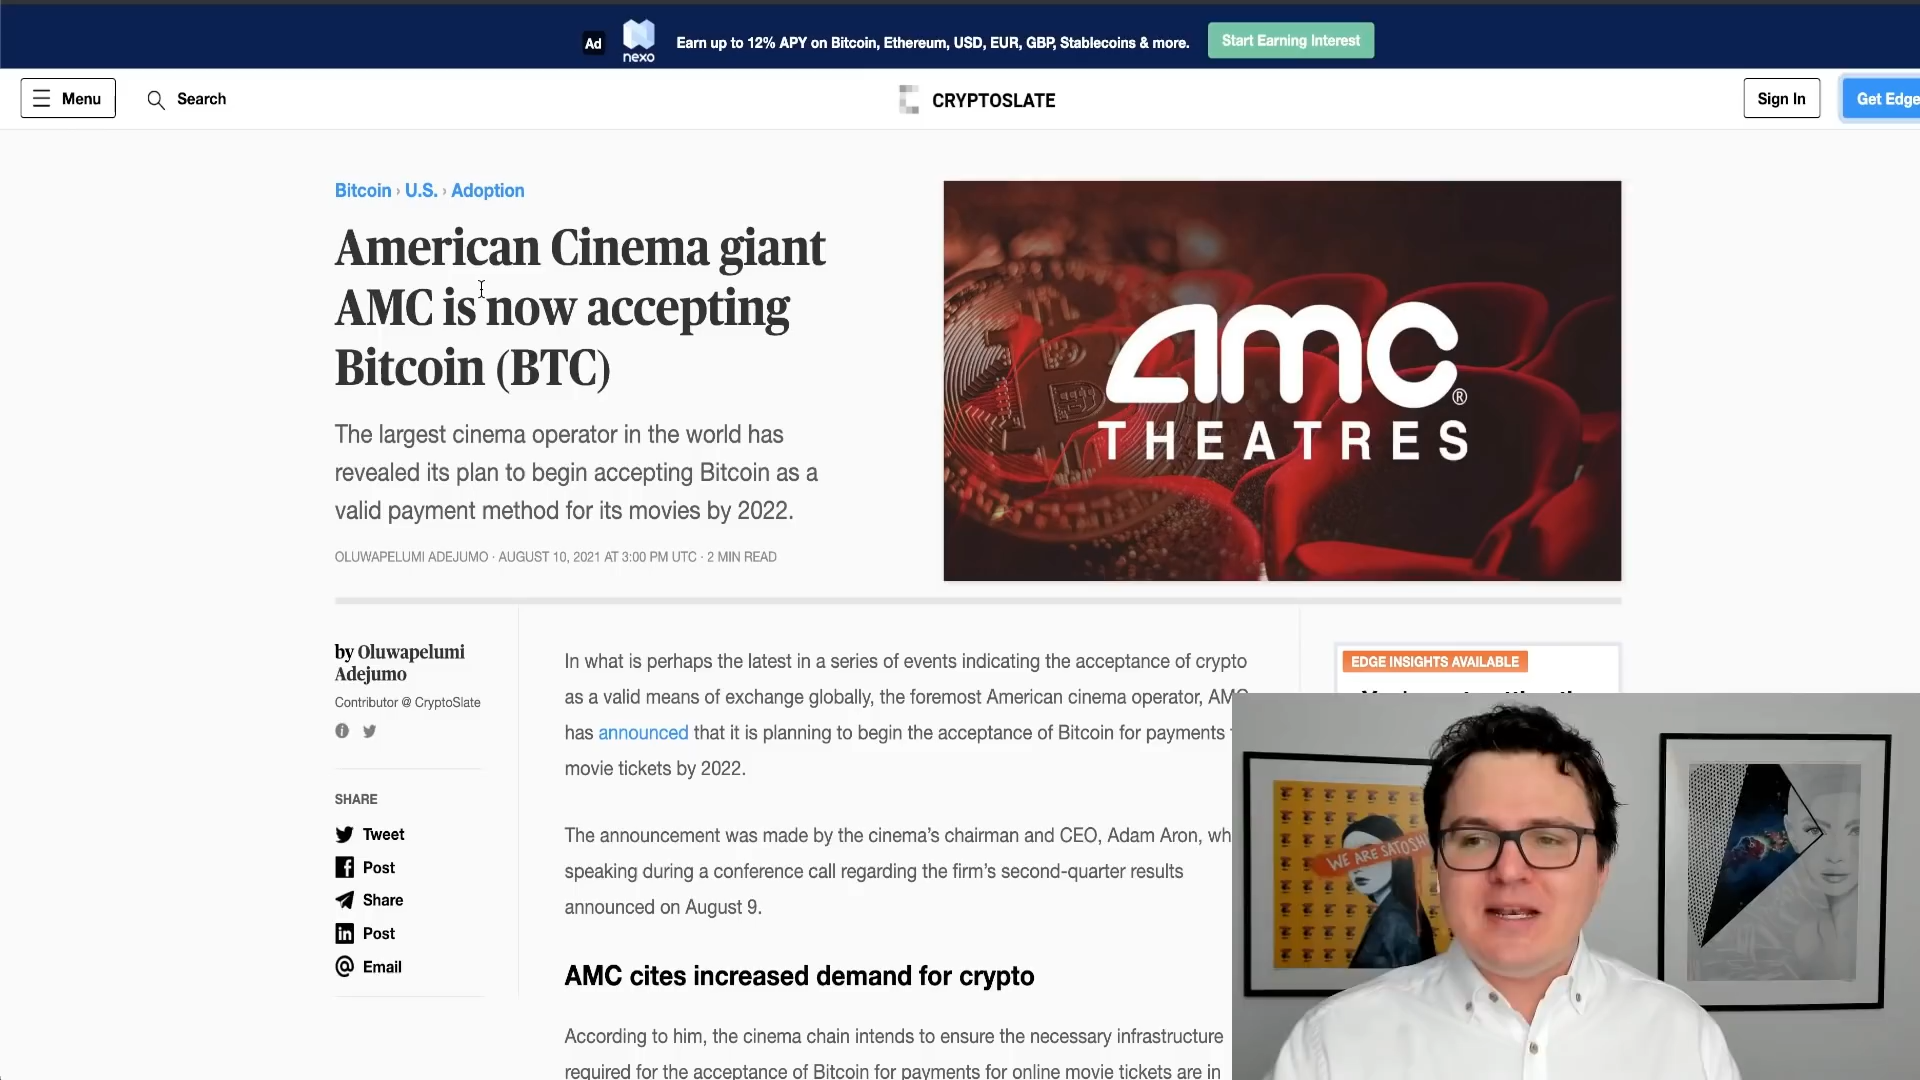 Ad
nexo
Earn up to 12% APY on Bitcoin, Ethereum, USD, EUR, GBP, Stablecoins & more.
Start Earning Interest
Menu
Search
CRYPTOSLATE
Sign In
Get Edge
Bitcoin › U.S. › Adoption
American Cinema giant
AMC is now accepting
Bitcoin (BTC)
The largest cinema operator in the world has
revealed its plan to begin accepting Bitcoin as a
valid payment method for its movies by 2022.
OLUWAPELUMI ADEJUMO · AUGUST 10, 2021 AT 3:00 PM UTC · 2 MIN READ
amc®
THEATRES
by Oluwapelumi
Adejumo
Contributor @ CryptoSlate
SHARE
Tweet
Post
Share
Post
Email
In what is perhaps the latest in a series of events indicating the acceptance of crypto
as a valid means of exchange globally, the foremost American cinema operator, AMC
has announced that it is planning to begin the acceptance of Bitcoin for payments
movie tickets by 2022.
The announcement was made by the cinema's chairman and CEO, Adam Aron, wh
speaking during a conference call regarding the firm's second-quarter results
announced on August 9.
AMC cites increased demand for crypto
According to him, the cinema chain intends to ensure the necessary infrastructure
required for the acceptance of Bitcoin for payments for online movie tickets are in
EDGE INSIGHTS AVAILABLE
WE ARE SATOSHI